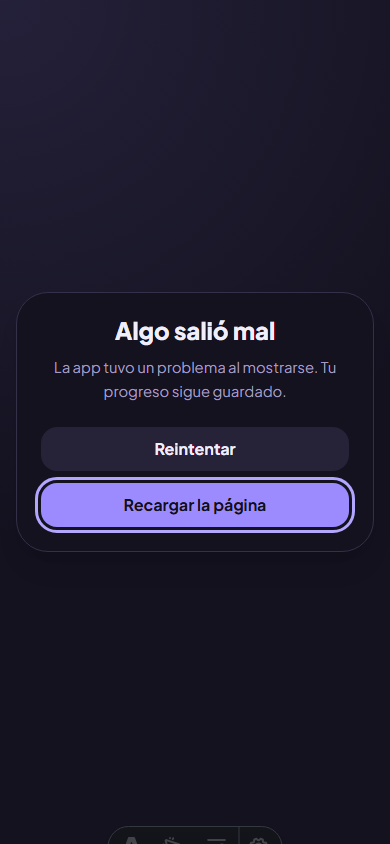 Algo salió mal
La app tuvo un problema al mostrarse. Tu
progreso sigue guardado.
Reintentar
Recargar la página